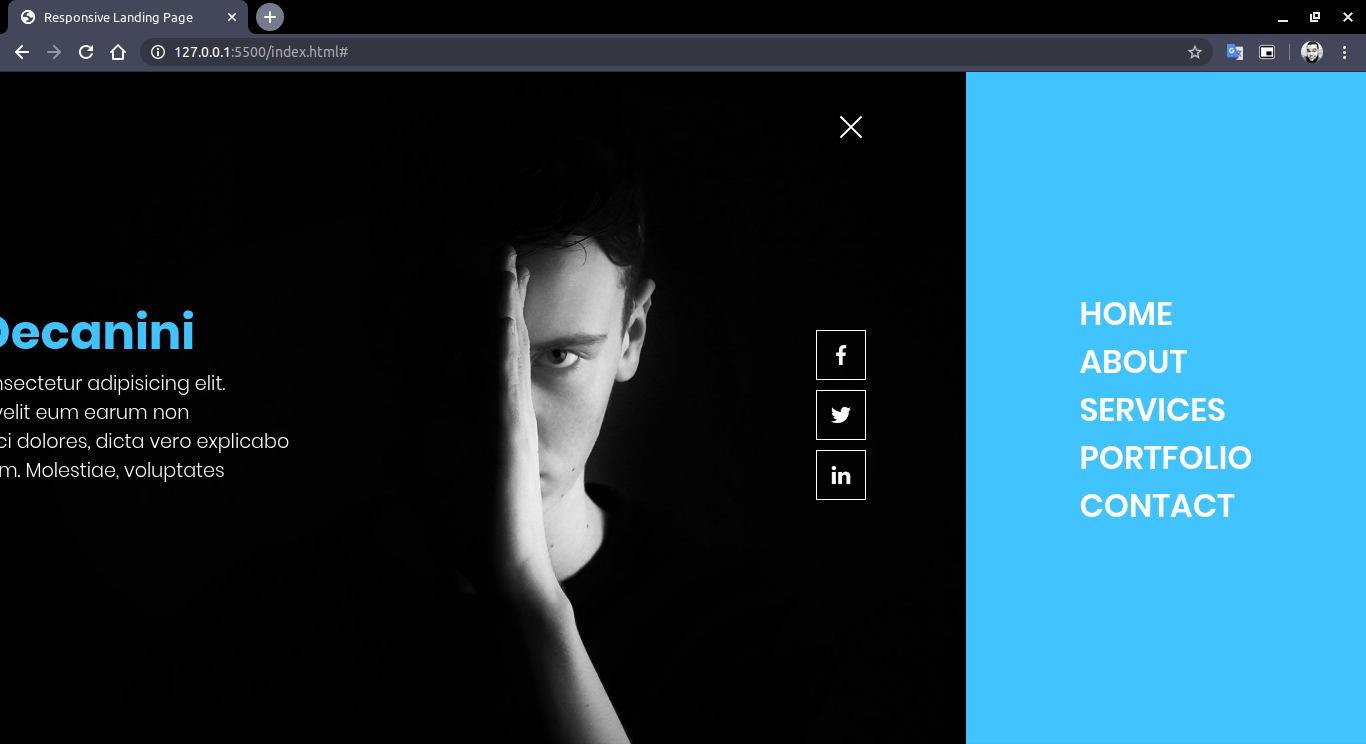 Responsive Landing Page
127.0.0.1:5500/index.html#
Decanini
nsectetur adipisicing elit.
velit eum earum non
ci dolores, dicta vero explicabo
m. Molestiae, voluptates
f
in
HOME
ABOUT
SERVICES
PORTFOLIO
CONTACT